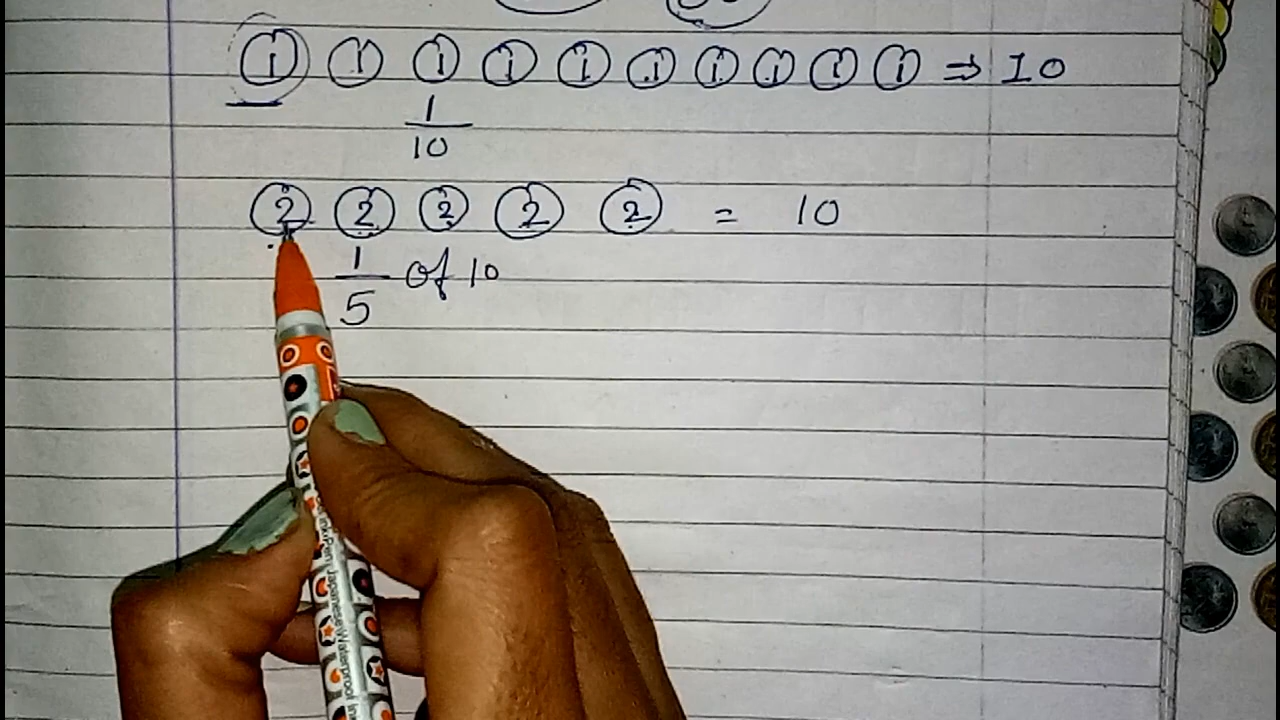 1 1 1 1 1 1 1 1 1 1 ⇒ 10
1/10
2 2 2 2 2 = 10
1/5 of 10